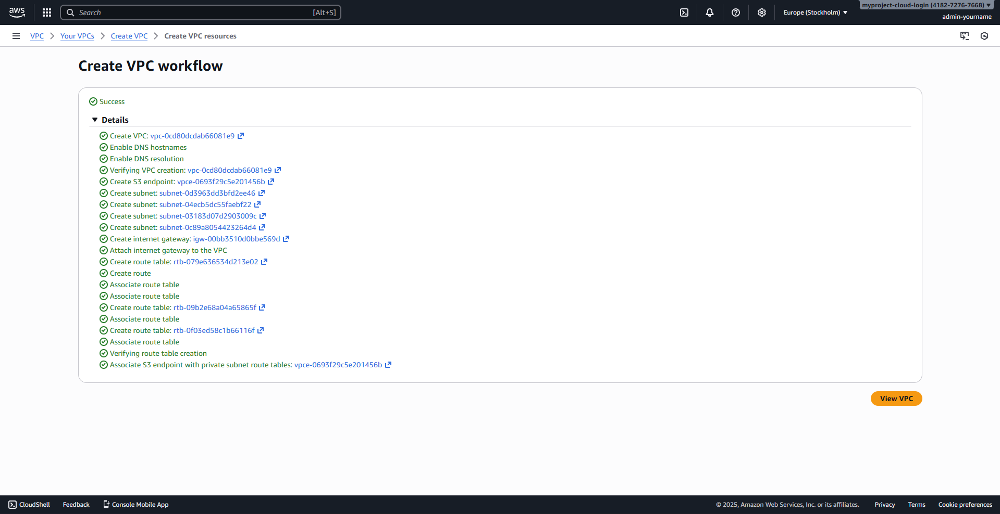 aws
Search [Alt+S]
Europe (Stockholm)
myproject-cloud-login (4182-7276-7668)
admin-yourname
VPC Your VPCs Create VPC Create VPC resources
Create VPC workflow
Success
Details
Create VPC: vpc-0cd80dcdab66081e9
Enable DNS hostnames
Enable DNS resolution
Verifying VPC creation: vpc-0cd80dcdab66081e9
Create S3 endpoint: vpce-0693f29c5e201456b
Create subnet: subnet-0d3963dd3bfd2ee46
Create subnet: subnet-04ecb5dc55faebf22
Create subnet: subnet-03183d07d2903009c
Create subnet: subnet-0c89a8054423264d4
Create internet gateway: igw-00bb3510d0bbe569d
Attach internet gateway to the VPC
Create route table: rtb-079e636534d213e02
Create route
Associate route table
Associate route table
Create route table: rtb-09b2e68a04a65865f
Associate route table
Create route table: rtb-0f03ed58c1b66116f
Associate route table
Verifying route table creation
Associate S3 endpoint with private subnet route tables: vpce-0693f29c5e201456b
View VPC
CloudShell Feedback Console Mobile App © 2025, Amazon Web Services, Inc. or its affiliates. Privacy Terms Cookie preferences